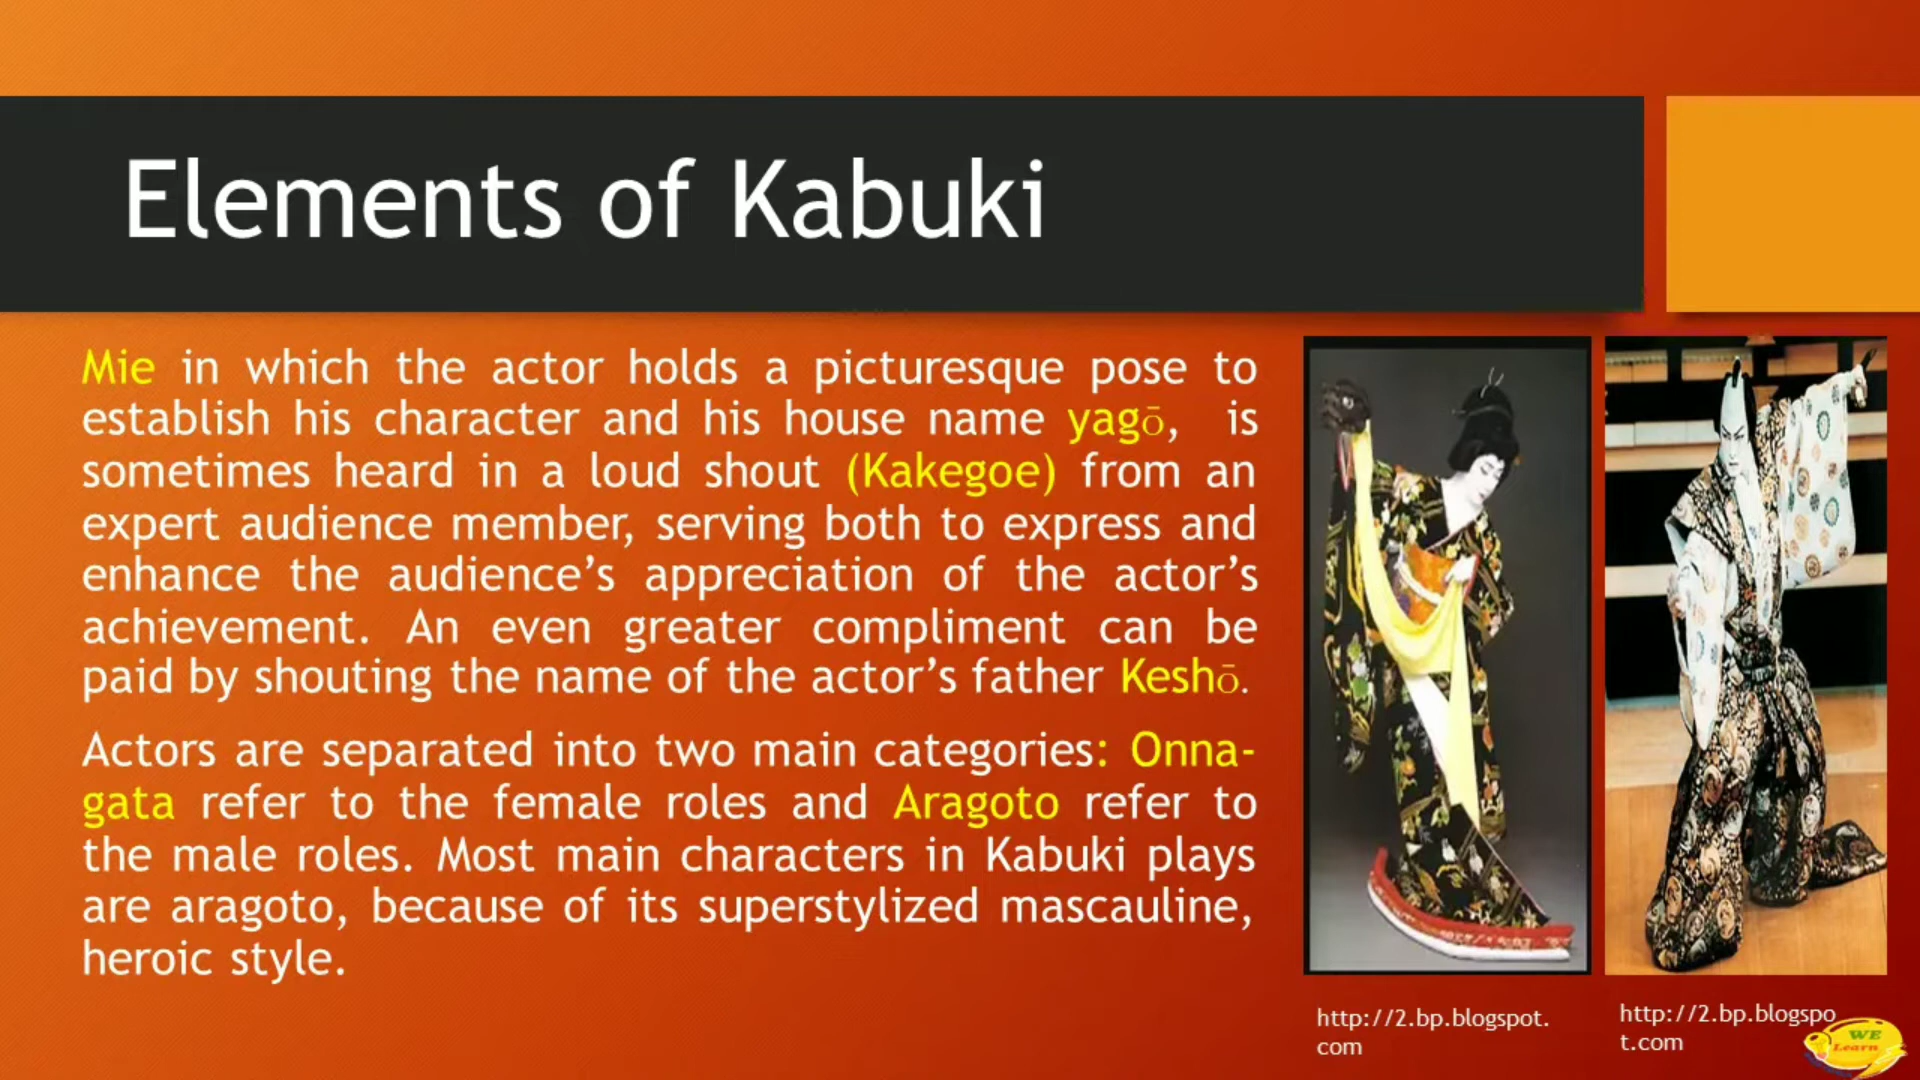 Elements of Kabuki
Mie in which the actor holds a picturesque pose to
establish his character and his house name yagō, is
sometimes heard in a loud shout (Kakegoe) from an
expert audience member, serving both to express and
enhance the audience’s appreciation of the actor’s
achievement. An even greater compliment can be
paid by shouting the name of the actor’s father Keshō.
Actors are separated into two main categories: Onna-
gata refer to the female roles and Aragoto refer to
the male roles. Most main characters in Kabuki plays
are aragoto, because of its superstylized mascauline,
heroic style.
http://2.bp.blogspot.
com
http://2.bp.blogspo
t.com
WE
Learn